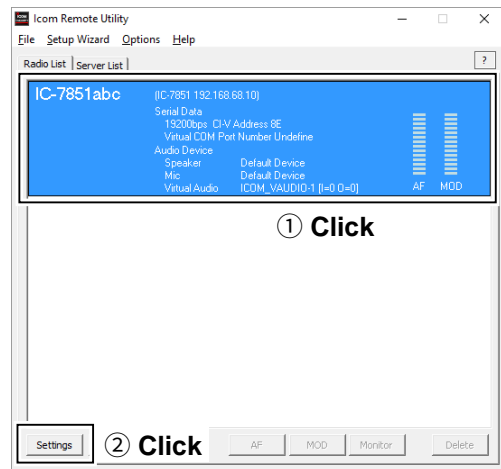 Icom Remote Utility
File Setup Wizard Options Help
Radio List Server List ?
IC-7851abc (IC-7851 192.168.68.10)
Serial Data
19200bps CI-V Address 8E
Virtual COM Port Number Undefine
Audio Device
Speaker Default Device
Mic Default Device
Virtual Audio ICOM_VAUDIO-1 [I=0 O=0]
AF MOD
① Click
Settings ② Click AF MOD Monitor Delete